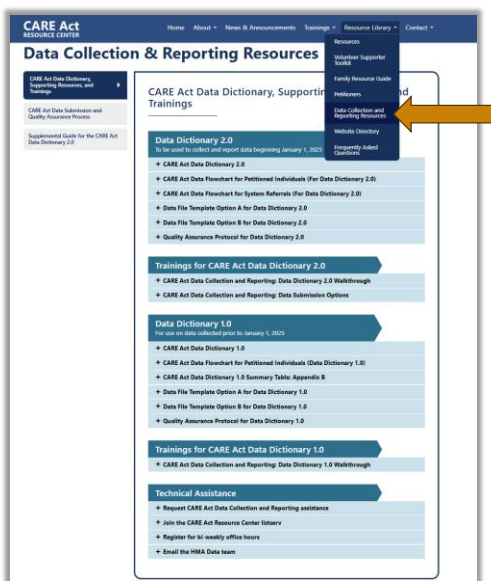 CARE Act
RESOURCE CENTER
Home About News & Announcements Trainings Resource Library Contact
Resources
Volunteer Supporter
Toolkit
Family Resource Guide
Petitioners
Data Collection and
Reporting Resources
Website Directory
Frequently Asked
Questions
Data Collection & Reporting Resources
CARE Act Data Dictionary,
Supporting Resources, and
Trainings
CARE Act Data Submission and
Quality Assurance Process
Supplemental Guide for the CARE Act
Data Dictionary 2.0
CARE Act Data Dictionary, Supporting
Trainings
Data Dictionary 2.0
To be used to collect and report data beginning January 1, 2025
+ CARE Act Data Dictionary 2.0
+ CARE Act Data Flowchart for Petitioned Individuals (For Data Dictionary 2.0)
+ CARE Act Data Flowchart for System Referrals (For Data Dictionary 2.0)
+ Data File Template Option A for Data Dictionary 2.0
+ Data File Template Option B for Data Dictionary 2.0
+ Quality Assurance Protocol for Data Dictionary 2.0
Trainings for CARE Act Data Dictionary 2.0
+ CARE Act Data Collection and Reporting: Data Dictionary 2.0 Walkthrough
+ CARE Act Data Collection and Reporting: Data Submission Options
Data Dictionary 1.0
For use on data collected prior to January 1, 2025
+ CARE Act Data Dictionary 1.0
+ CARE Act Data Flowchart for Petitioned Individuals (Data Dictionary 1.0)
+ CARE Act Data Dictionary 1.0 Summary Table: Appendix B
+ Data File Template Option A for Data Dictionary 1.0
+ Data File Template Option B for Data Dictionary 1.0
+ Quality Assurance Protocol for Data Dictionary 1.0
Trainings for CARE Act Data Dictionary 1.0
+ CARE Act Data Collection and Reporting: Data Dictionary 1.0 Walkthrough
Technical Assistance
+ Request CARE Act Data Collection and Reporting assistance
+ Join the CARE Act Resource Center listserv
+ Register for bi-weekly office hours
+ Email the HMA Data team